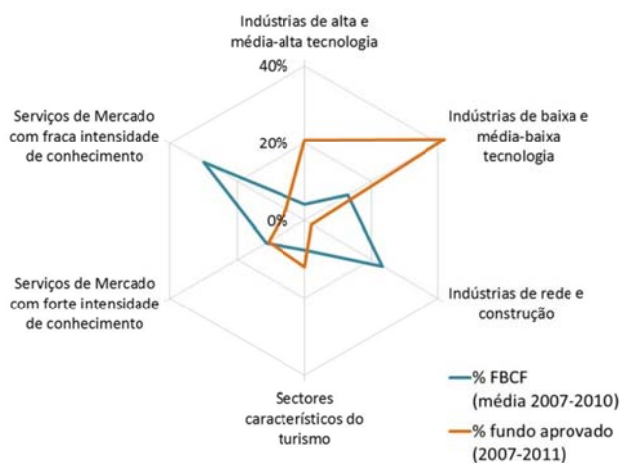 Indústrias de alta e
média-alta tecnologia
40%
Serviços de Mercado
com fraca intensidade
de conhecimento
Indústrias de baixa e
média-baixa
tecnologia
20%
0%
Serviços de Mercado
com forte intensidade
de conhecimento
Indústrias de rede e
construção
Sectores
característicos do
turismo
% FBCF
(média 2007-2010)
% fundo aprovado
(2007-2011)